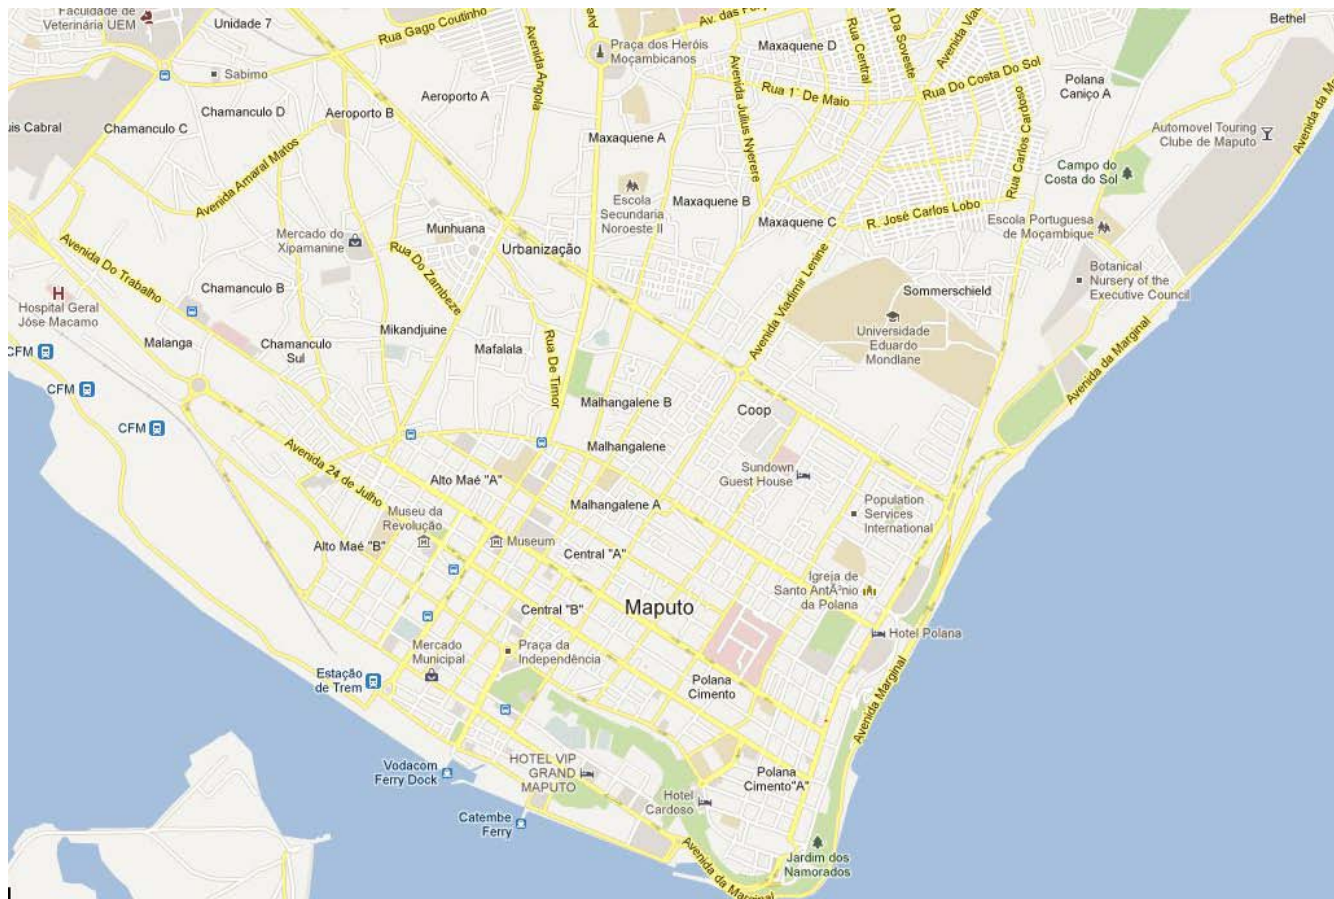 Faculdade de
Veterinária UEM
Unidade 7
Rua Gago Coutinho
Avenida Angola
Praça dos Heróis
Moçambicanos
Maxaquene D
Rua Central
Da Soveste
Bethel
Sabimo
Aeroporto A
Avenida Julius Nyerere
Rua 1° De Maio
Rua Do Costa Do Sol
Polana
Caniço A
Chamanculo D
Aeroporto B
Chamanculo C
Maxaquene A
Rua Carlos Cardoso
Automovel Touring
Clube de Maputo
Campo do
Costa do Sol
Avenida Amaral Matos
Escola
Secundaria
Noroeste II
Maxaquene B
Maxaquene C
R. José Carlos Lobo
Escola Portuguesa
de Moçambique
Mercado do
Xipamanine
Munhuana
Urbanização
Avenida Do Trabalho
Rua Do Zambeze
Chamanculo B
Avenida Vladimir Lenine
Sommerschield
Botanical
Nursery of the
Executive Council
Hospital Geral
Jóse Macamo
Malanga
Chamanculo
Sul
Mikandjuine
Mafalala
Rua De Timor
Universidade
Eduardo
Mondlane
Avenida da Marginal
CFM
CFM
CFM
Malhangalene B
Coop
Malhangalene
Avenida 24 de Julho
Alto Maé "A"
Sundown
Guest House
Malhangalene A
Population
Services
International
Museu da
Revolução
Museum
Alto Maé "B"
Central "A"
Igreja de
Santo AntÃ³nio
da Polana
Central "B"
Maputo
Hotel Polana
Mercado
Municipal
Praça da
Independência
Estação
de Trem
Polana
Cimento
Avenida Marginal
Vodacom
Ferry Dock
HOTEL VIP
GRAND
MAPUTO
Polana
Cimento"A"
Hotel
Cardoso
Catembe
Ferry
Avenida da Marginal
Jardim dos
Namorados